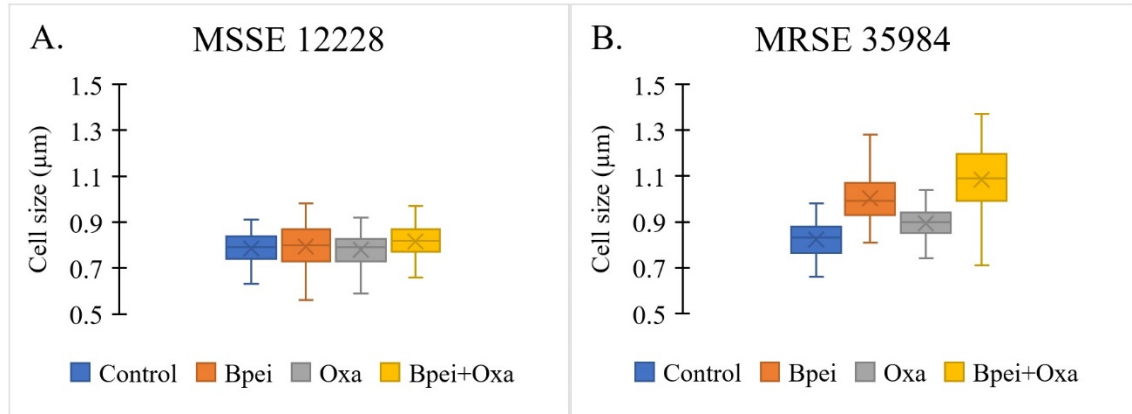 A. MSSE 12228
Cell size (μm)
1.5
1.3
1.1
0.9
0.7
0.5
Control Bpei Oxa Bpei+Oxa
B. MRSE 35984
Cell size (μm)
1.5
1.3
1.1
0.9
0.7
0.5
Control Bpei Oxa Bpei+Oxa